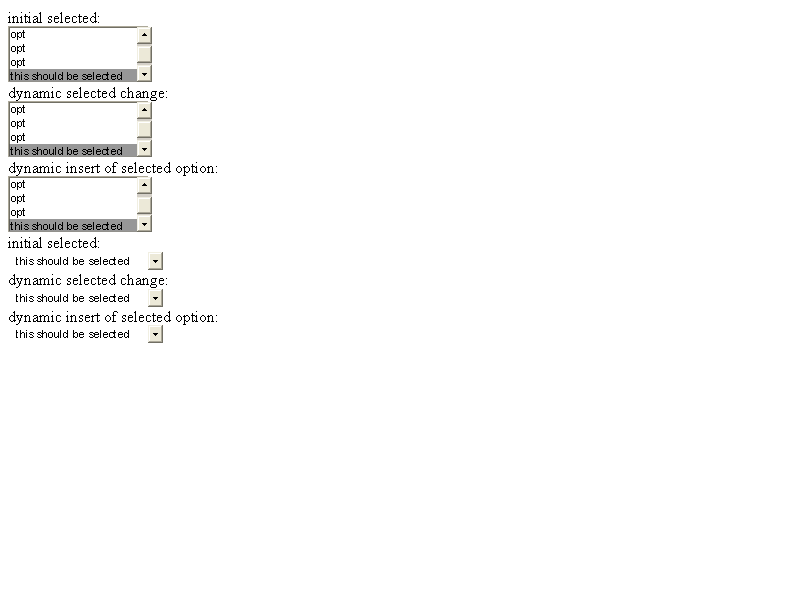 initial selected:
opt
opt
opt
this should be selected
dynamic selected change:
opt
opt
opt
this should be selected
dynamic insert of selected option:
opt
opt
opt
this should be selected
initial selected:
this should be selected
dynamic selected change:
this should be selected
dynamic insert of selected option:
this should be selected